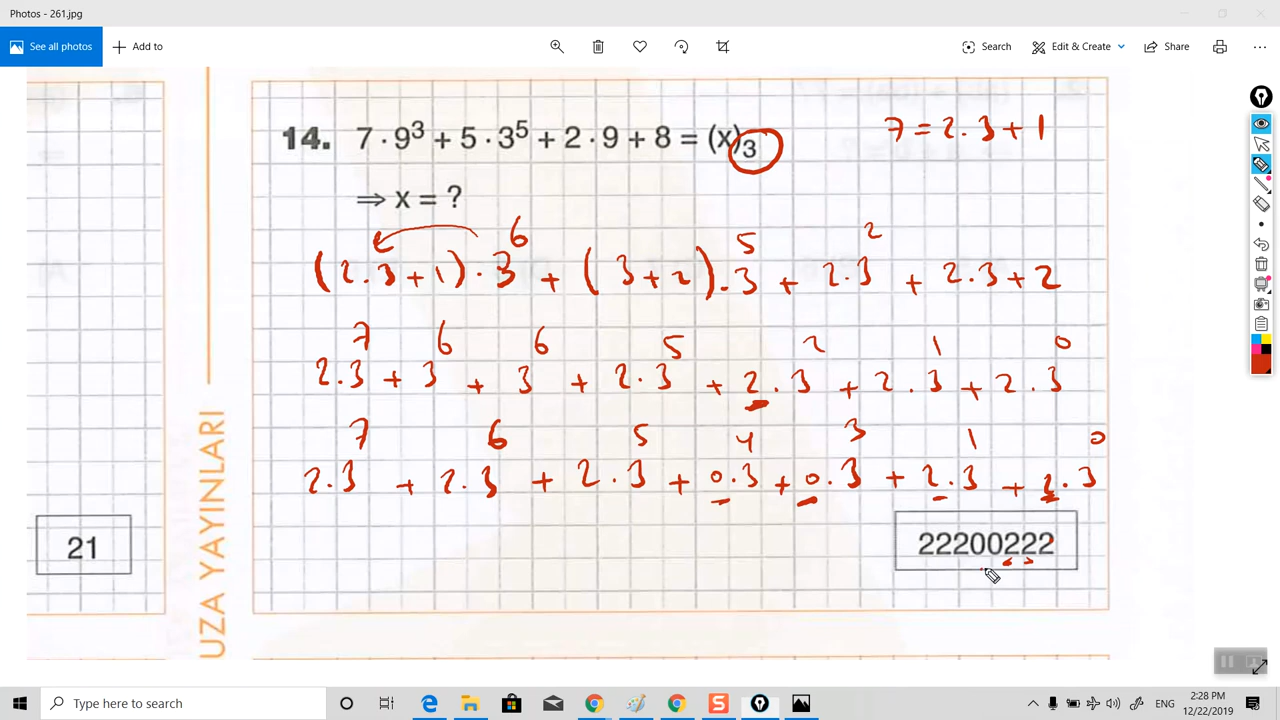 Photos - 261.jpg
See all photos
Add to
Search
Edit & Create
Share
14. 7 · 9³ + 5 · 3⁵ + 2 · 9 + 8 = (x)₃
7 = 2.3 + 1
⇒ x = ?
(2.3 + 1) · 3⁶ + (3 + 2) . 3⁵ + 2.3² + 2.3 + 2
2.3⁷ + 3⁶ + 3⁶ + 2.3⁵ + 2.3² + 2.3¹ + 2.3⁰
2.3⁷ + 2.3⁶ + 2.3⁵ + 0.3⁴ + 0.3³ + 2.3¹ + 2.3⁰
21
22200222
UZA YAYINLARI
Type here to search
ENG
2:28 PM
12/22/2019